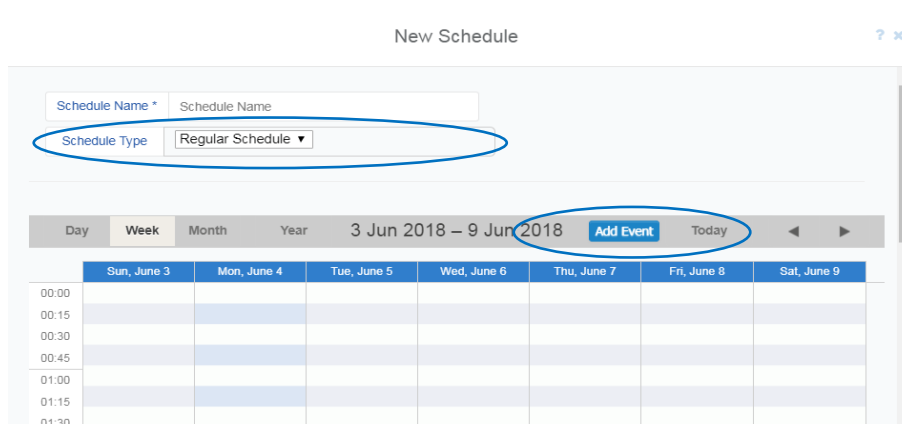 New Schedule ? ×
Schedule Name * Schedule Name
Schedule Type Regular Schedule ▼
Day Week Month Year 3 Jun 2018 – 9 Jun 2018 Add Event Today ◀ ▶
Sun, June 3 Mon, June 4 Tue, June 5 Wed, June 6 Thu, June 7 Fri, June 8 Sat, June 9
00:00
00:15
00:30
00:45
01:00
01:15
01:30